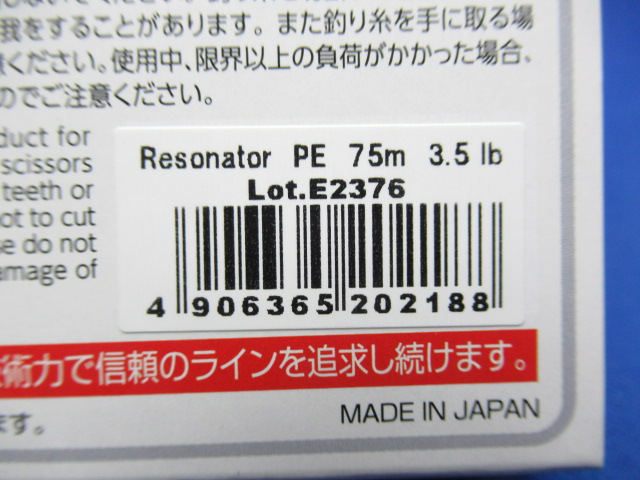 我をすることがあります。また釣り糸を手に取る場
ください。使用中、限界以上の負荷がかかった場合、
のでご注意ください。
duct for
scissors
teeth or
ot to cut
se do not
amage of
Resonator PE 75m 3.5 lb
Lot.E2376
4 906365 202188
術力で信頼のラインを追求し続けます。
ます。
MADE IN JAPAN